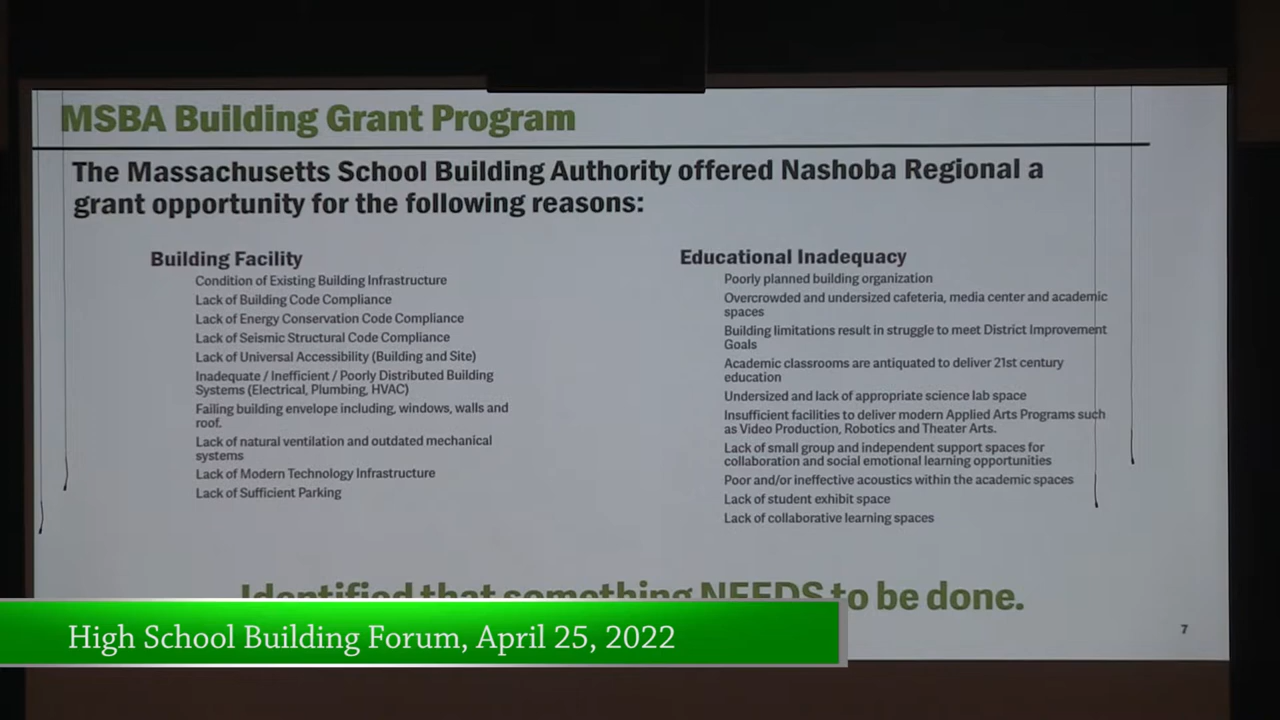 MSBA Building Grant Program
The Massachusetts School Building Authority offered Nashoba Regional a
grant opportunity for the following reasons:
Building Facility
Condition of Existing Building Infrastructure
Lack of Building Code Compliance
Lack of Energy Conservation Code Compliance
Lack of Seismic Structural Code Compliance
Lack of Universal Accessibility (Building and Site)
Inadequate / Inefficient / Poorly Distributed Building
Systems (Electrical, Plumbing, HVAC)
Failing building envelope including, windows, walls and
roof.
Lack of natural ventilation and outdated mechanical
systems
Lack of Modern Technology Infrastructure
Lack of Sufficient Parking
Educational Inadequacy
Poorly planned building organization
Overcrowded and undersized cafeteria, media center and academic
spaces
Building limitations result in struggle to meet District Improvement
Goals
Academic classrooms are antiquated to deliver 21st century
education
Undersized and lack of appropriate science lab space
Insufficient facilities to deliver modern Applied Arts Programs such
as Video Production, Robotics and Theater Arts.
Lack of small group and independent support spaces for
collaboration and social emotional learning opportunities
Poor and/or ineffective acoustics within the academic spaces
Lack of student exhibit space
Lack of collaborative learning spaces
Identified that something NEEDS to be done.
7
High School Building Forum, April 25, 2022